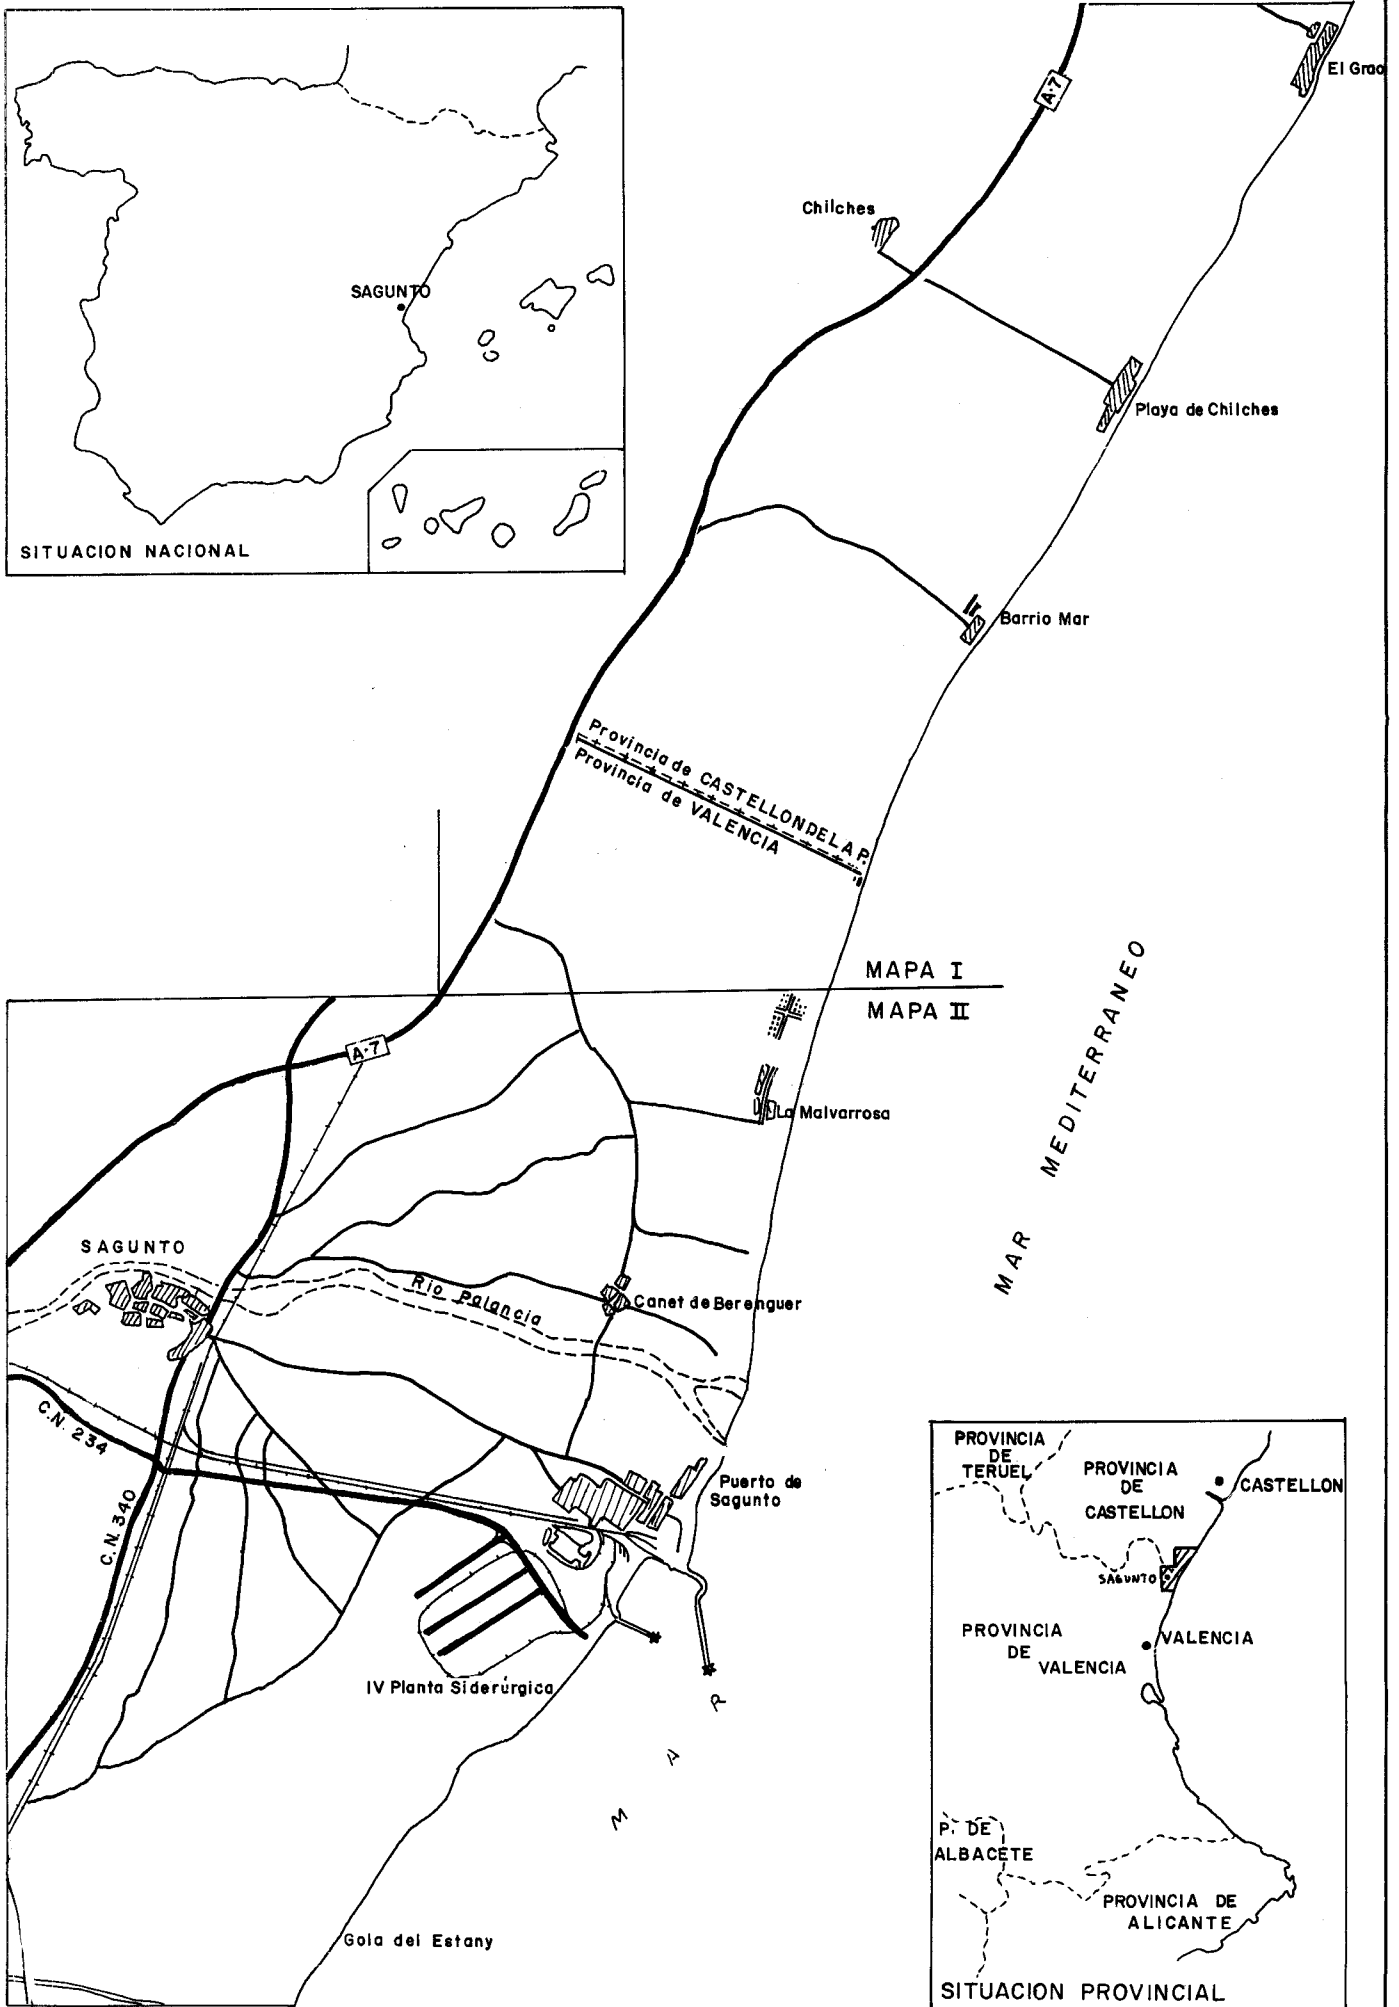 SAGUNTO
SITUACION NACIONAL
A-7
El Grao
Chilches
Playa de Chilches
Barrio Mar
Provincia de CASTELLON DE LA P.
Provincia de VALENCIA
MAPA I
MAPA II
MAR MEDITERRANEO
A-7
La Malvarrosa
SAGUNTO
Rio Palancia
Canet de Berenguer
C.N. 234
C.N. 340
Puerto de
Sagunto
IV Planta Siderúrgica
MAR
Gola del Estany
PROVINCIA
DE
TERUEL
PROVINCIA
DE
CASTELLON
CASTELLON
SAGUNTO
PROVINCIA
DE
VALENCIA
VALENCIA
P. DE
ALBACETE
PROVINCIA DE
ALICANTE
SITUACION PROVINCIAL